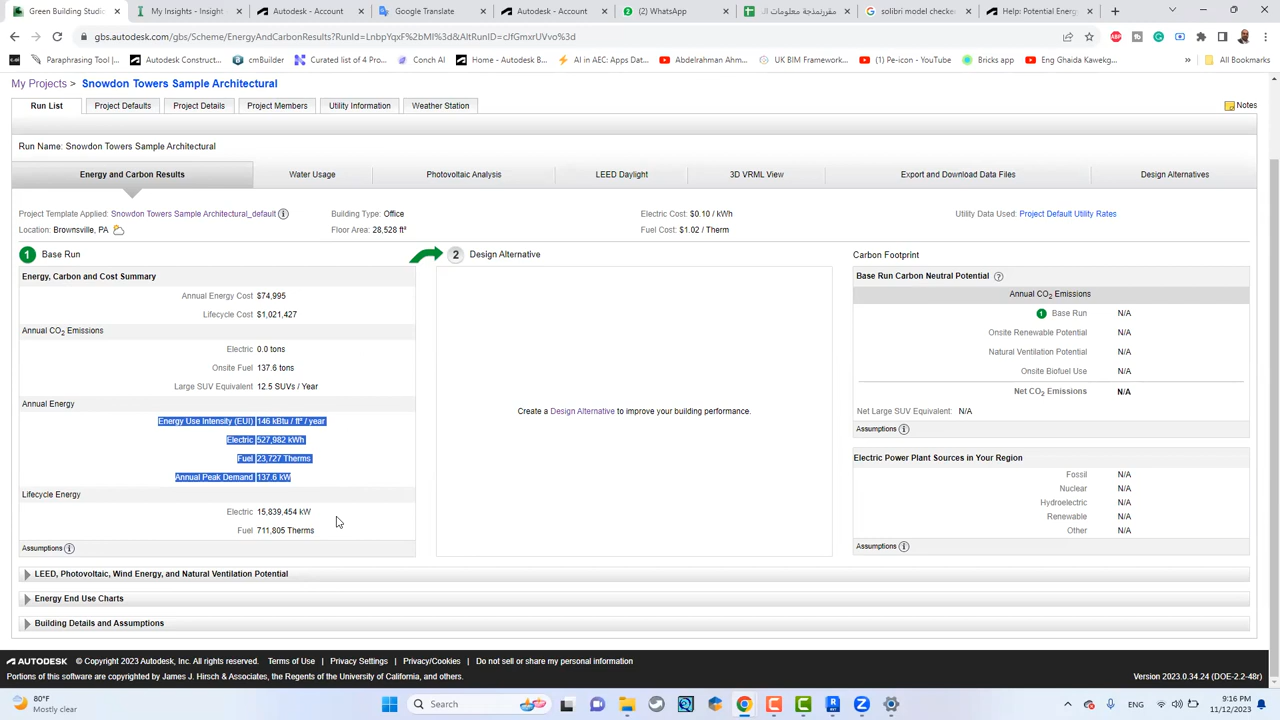 Green Building Studio
My Insights - Insight
Autodesk - Account
Google Translate
Autodesk - Account
(2) WhatsApp
مقررنمذجة معلومات الـ
solibri model checker
Help: Potential Energ
gbs.autodesk.com/gbs/Scheme/EnergyAndCarbonResults?RunId=LnbpYqxF%2bMI%3d&AltRunID=cJfGmxrUVvo%3d
Paraphrasing Tool
Autodesk Construct...
cmBuilder
Curated list of 4 Pro...
Conch AI
Home - Autodesk B...
AI in AEC: Apps Dat...
Abdelrahman Ahm...
UK BIM Framework...
(1) Pe-icon - YouTube
Bricks app
Eng Ghaida Kawekg...
»
All Bookmarks
My Projects > Snowdon Towers Sample Architectural
Run List
Project Defaults
Project Details
Project Members
Utility Information
Weather Station
Notes
Run Name: Snowdon Towers Sample Architectural
Energy and Carbon Results
Water Usage
Photovoltaic Analysis
LEED Daylight
3D VRML View
Export and Download Data Files
Design Alternatives
Project Template Applied: Snowdon Towers Sample Architectural_default
Building Type: Office
Electric Cost: $0.10 / kWh
Utility Data Used: Project Default Utility Rates
Location: Brownsville, PA
Floor Area: 28,528 ft²
Fuel Cost: $1.02 / Therm
1 Base Run
2 Design Alternative
Carbon Footprint
Energy, Carbon and Cost Summary
Annual Energy Cost $74,995
Lifecycle Cost $1,021,427
Annual CO2 Emissions
Electric 0.0 tons
Onsite Fuel 137.6 tons
Large SUV Equivalent 12.5 SUVs / Year
Annual Energy
Energy Use Intensity (EUI) 146 kBtu / ft² / year
Electric 527,982 kWh
Fuel 23,727 Therms
Annual Peak Demand 137.6 kW
Lifecycle Energy
Electric 15,839,454 kW
Fuel 711,805 Therms
Assumptions
Create a Design Alternative to improve your building performance.
Base Run Carbon Neutral Potential
Annual CO2 Emissions
1 Base Run N/A
Onsite Renewable Potential N/A
Natural Ventilation Potential N/A
Onsite Biofuel Use N/A
Net CO2 Emissions N/A
Net Large SUV Equivalent: N/A
Assumptions
Electric Power Plant Sources in Your Region
Fossil N/A
Nuclear N/A
Hydroelectric N/A
Renewable N/A
Other N/A
Assumptions
LEED, Photovoltaic, Wind Energy, and Natural Ventilation Potential
Energy End Use Charts
Building Details and Assumptions
AUTODESK © Copyright 2023 Autodesk, Inc. All rights reserved. Terms of Use | Privacy Settings | Privacy/Cookies | Do not sell or share my personal information
Portions of this software are copyrighted by James J. Hirsch & Associates, the Regents of the University of California, and others.
Version 2023.0.34.24 (DOE-2.2-48r)
80°F
Mostly clear
Search
ENG
9:16 PM
11/12/2023